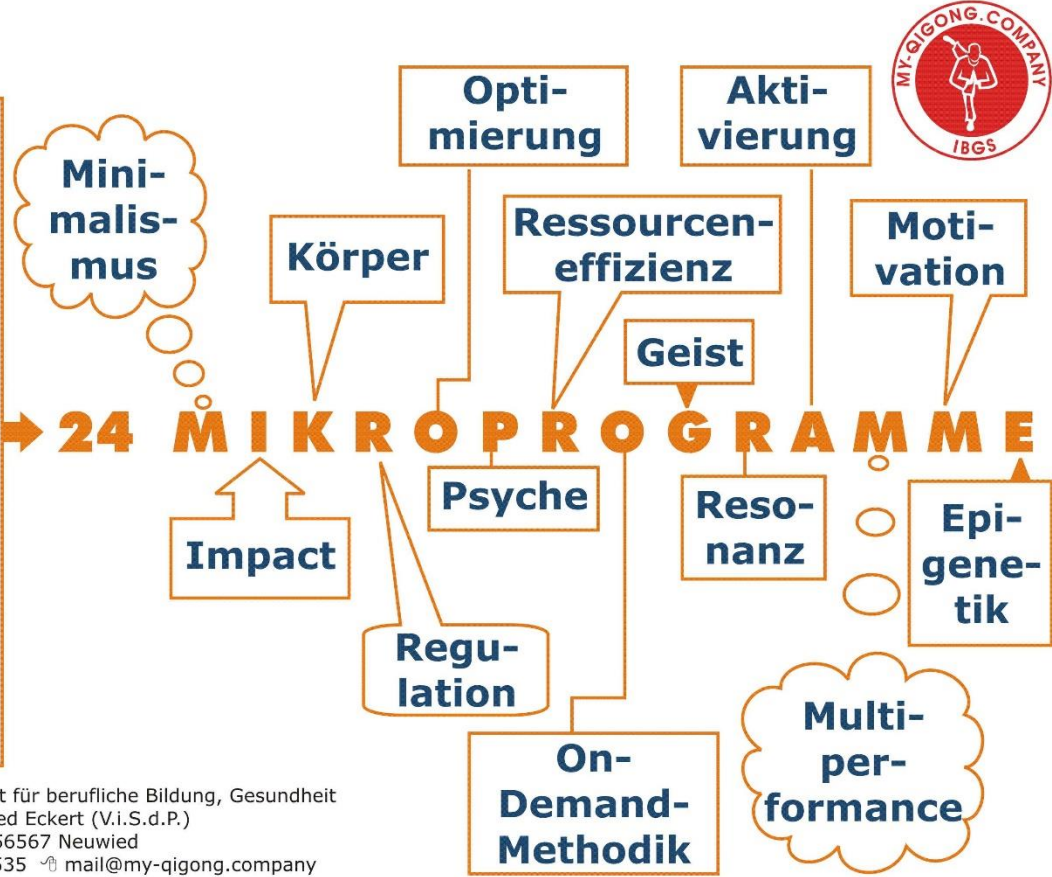 MY-QIGONG.COMPANY
IBGS
Opti-
mierung
Akti-
vierung
Mini-
malis-
mus
Körper
Ressourcen-
effizienz
Moti-
vation
Geist
24 MIKROPROGRAMME
Impact
Psyche
Reso-
nanz
Epi-
gene-
tik
Regu-
lation
On-
Demand-
Methodik
Multi-
per-
formance
t für berufliche Bildung, Gesundheit
ed Eckert (V.i.S.d.P.)
56567 Neuwied
535 mail@my-qigong.company